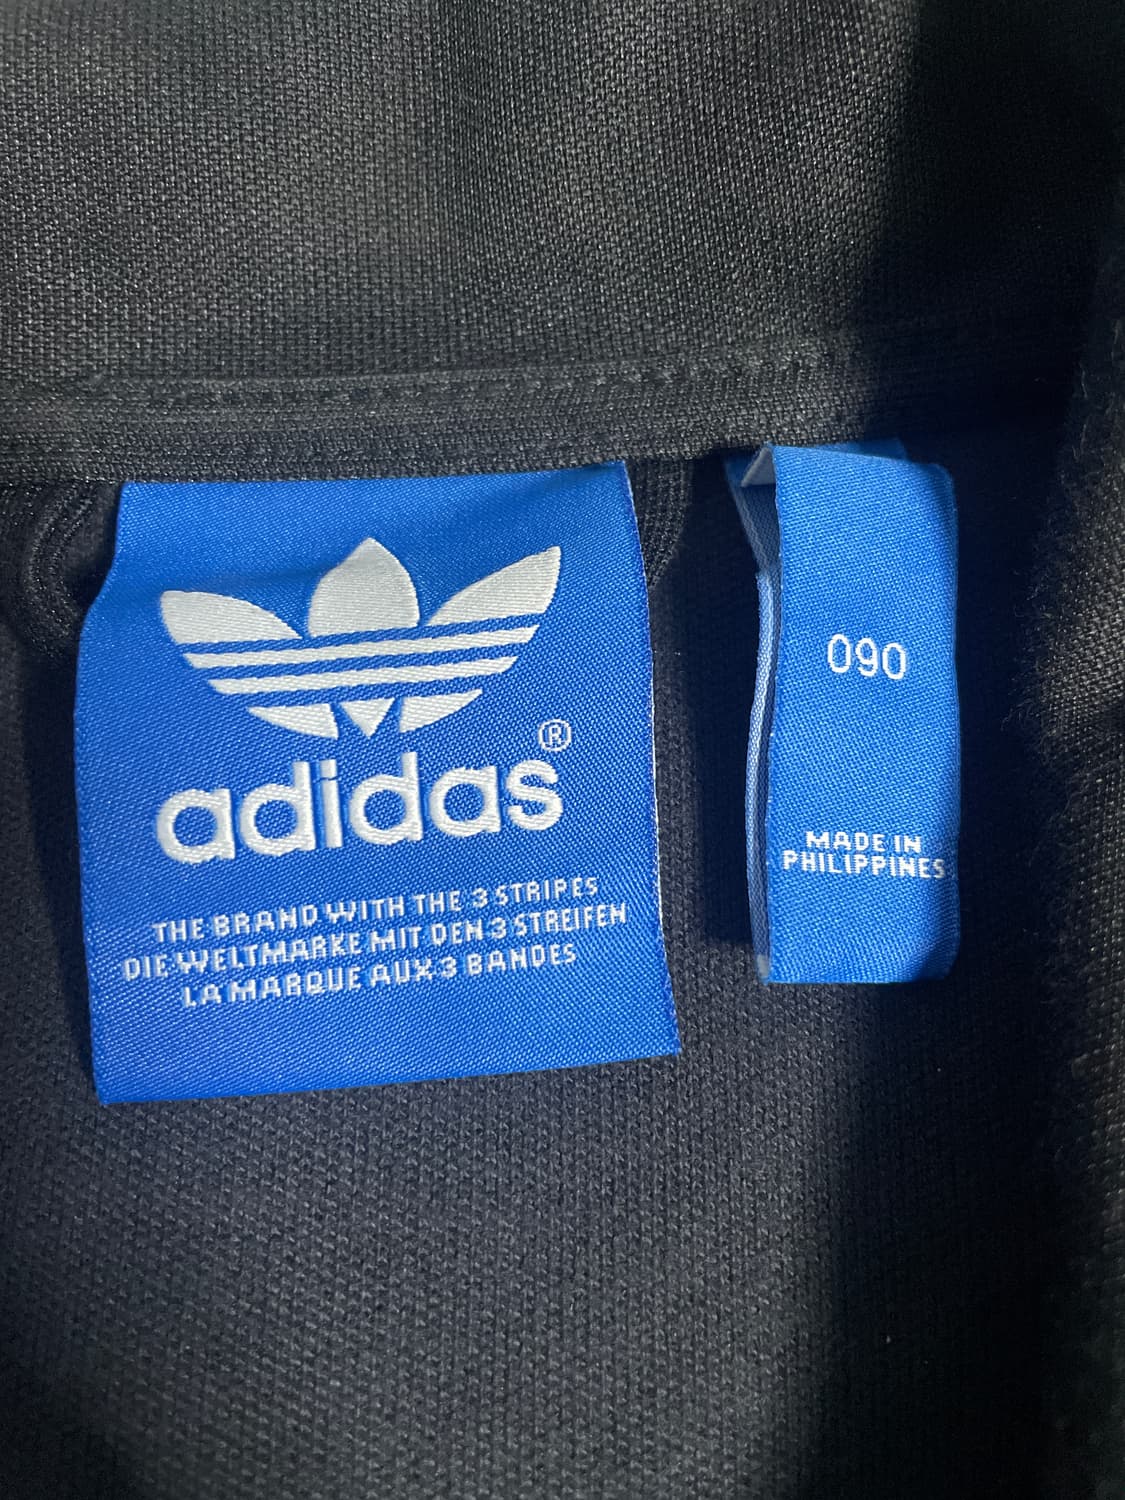 adidas®
THE BRAND WITH THE 3 STRIPES
DIE WELTMARKE MIT DEN 3 STREIFEN
LA MARQUE AUX 3 BANDES
090
MADE IN
PHILIPPINES